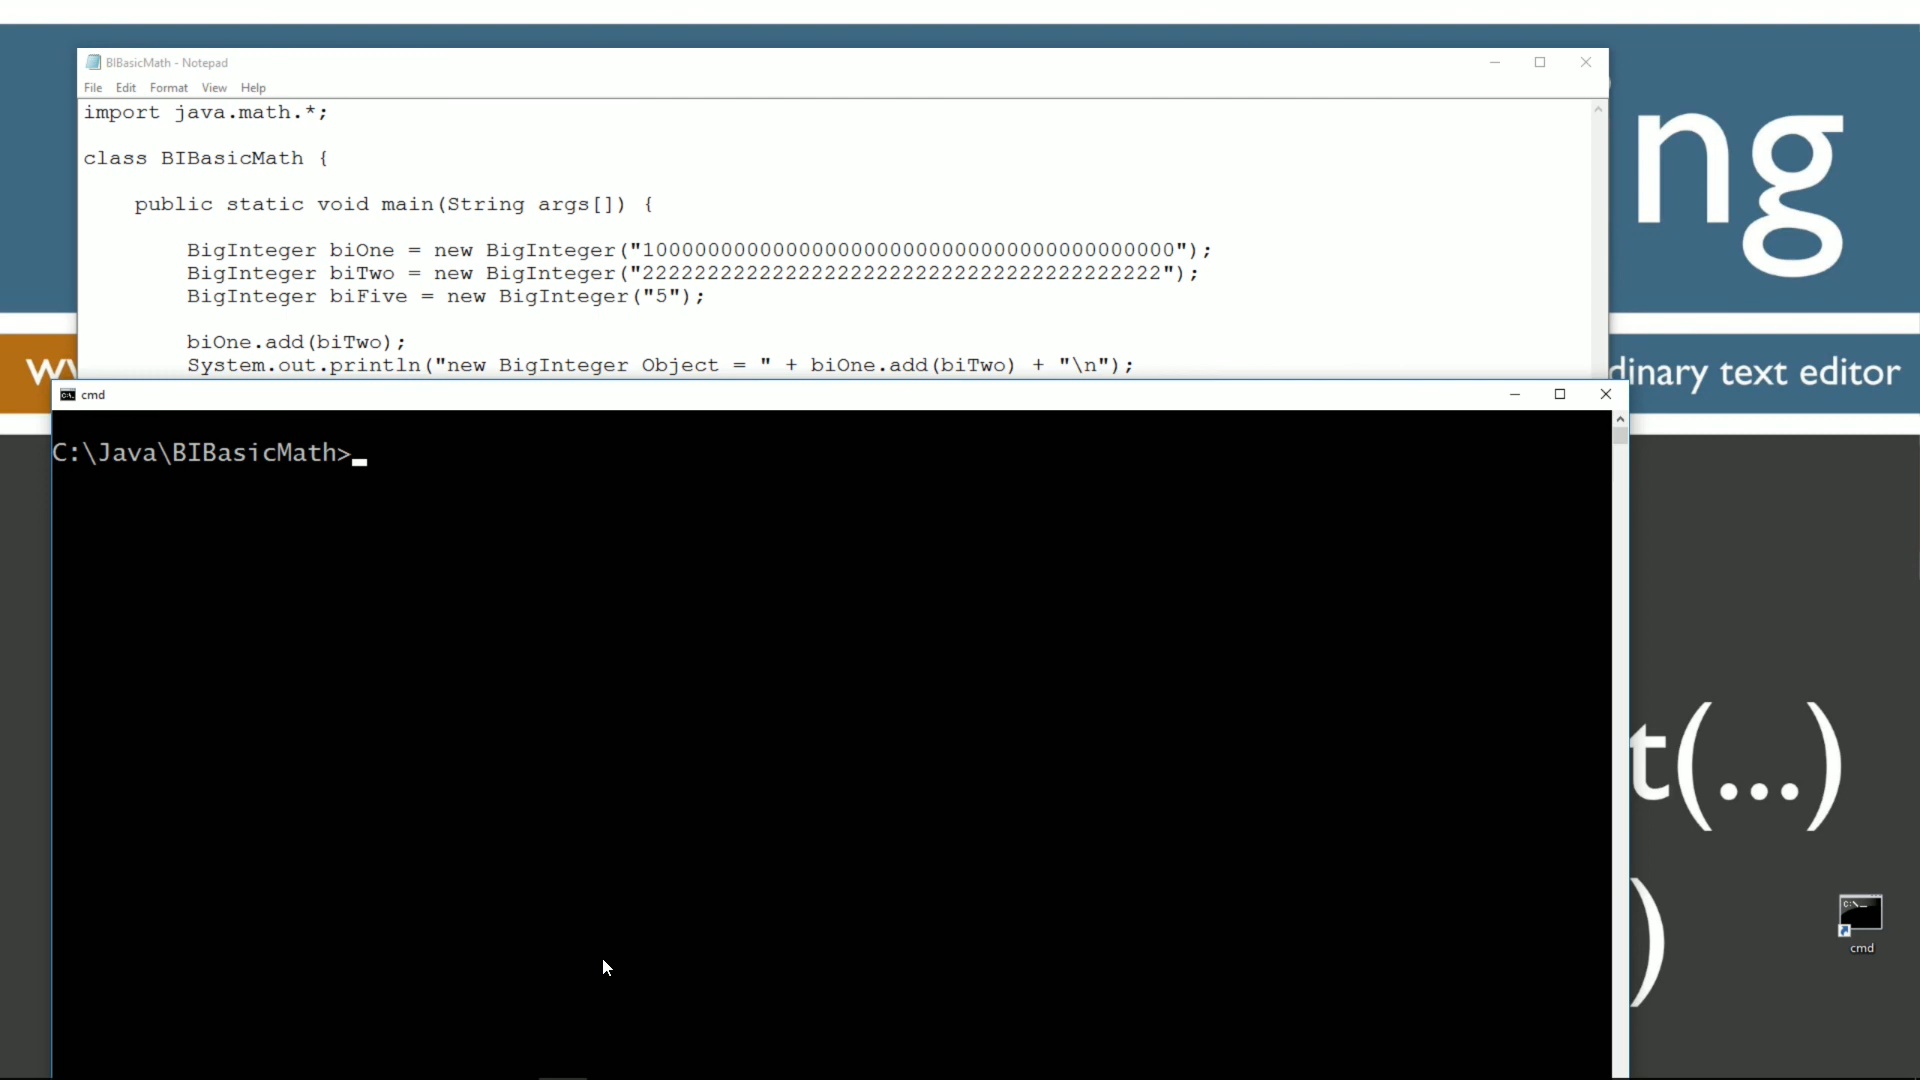 BIBasicMath - Notepad
File Edit Format View Help
import java.math.*;
class BIBasicMath {
public static void main(String args[]) {
BigInteger biOne = new BigInteger("10000000000000000000000000000000000000000");
BigInteger biTwo = new BigInteger("2222222222222222222222222222222222222222");
BigInteger biFive = new BigInteger("5");
biOne.add(biTwo);
System.out.println("new BigInteger Object = " + biOne.add(biTwo) + "\n");
cmd
C:\Java\BIBasicMath>
ng
dinary text editor
t(...)
)
cmd